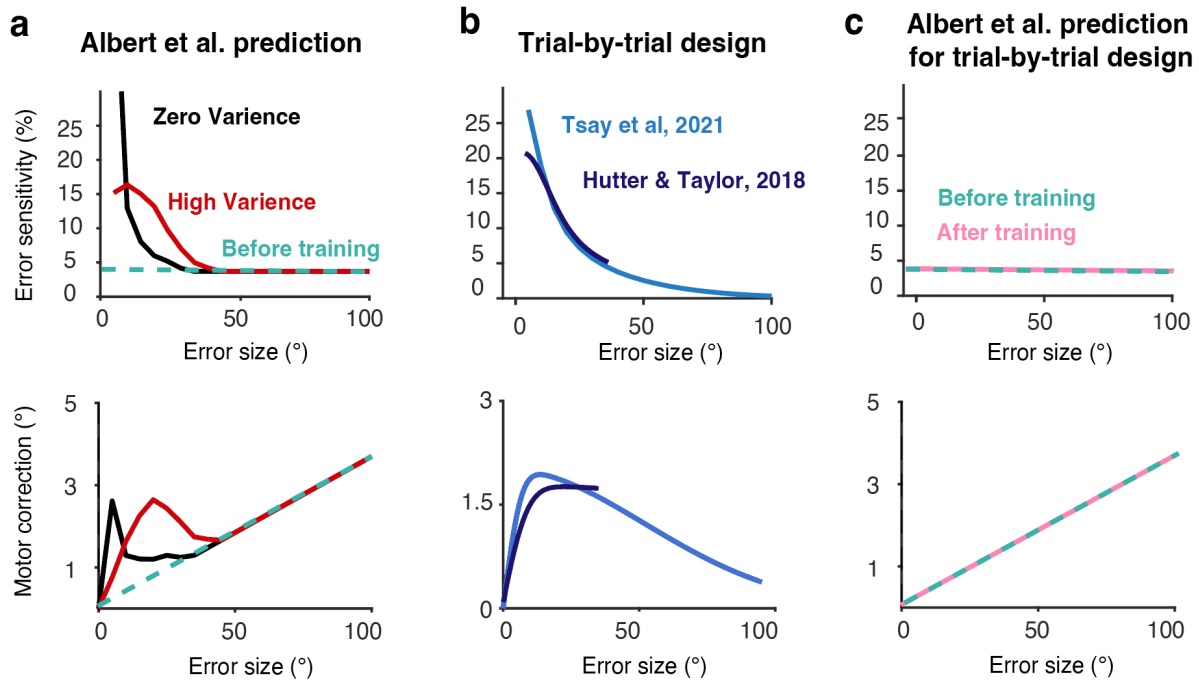 a
Albert et al. prediction
Error sensitivity (%)
25
20
15
10
5
0
Zero Varience
High Varience
Before training
0
50
100
Error size (°)
Motor correction (°)
5
3
1
0
50
100
Error size (°)
b
Trial-by-trial design
25
20
15
10
5
0
Tsay et al, 2021
Hutter & Taylor, 2018
0
50
100
Error size (°)
3
1.5
0
0
50
100
Error size (°)
c
Albert et al. prediction
for trial-by-trial design
25
20
15
10
5
0
Before training
After training
0
50
100
Error size (°)
5
3
1
0
50
100
Error size (°)